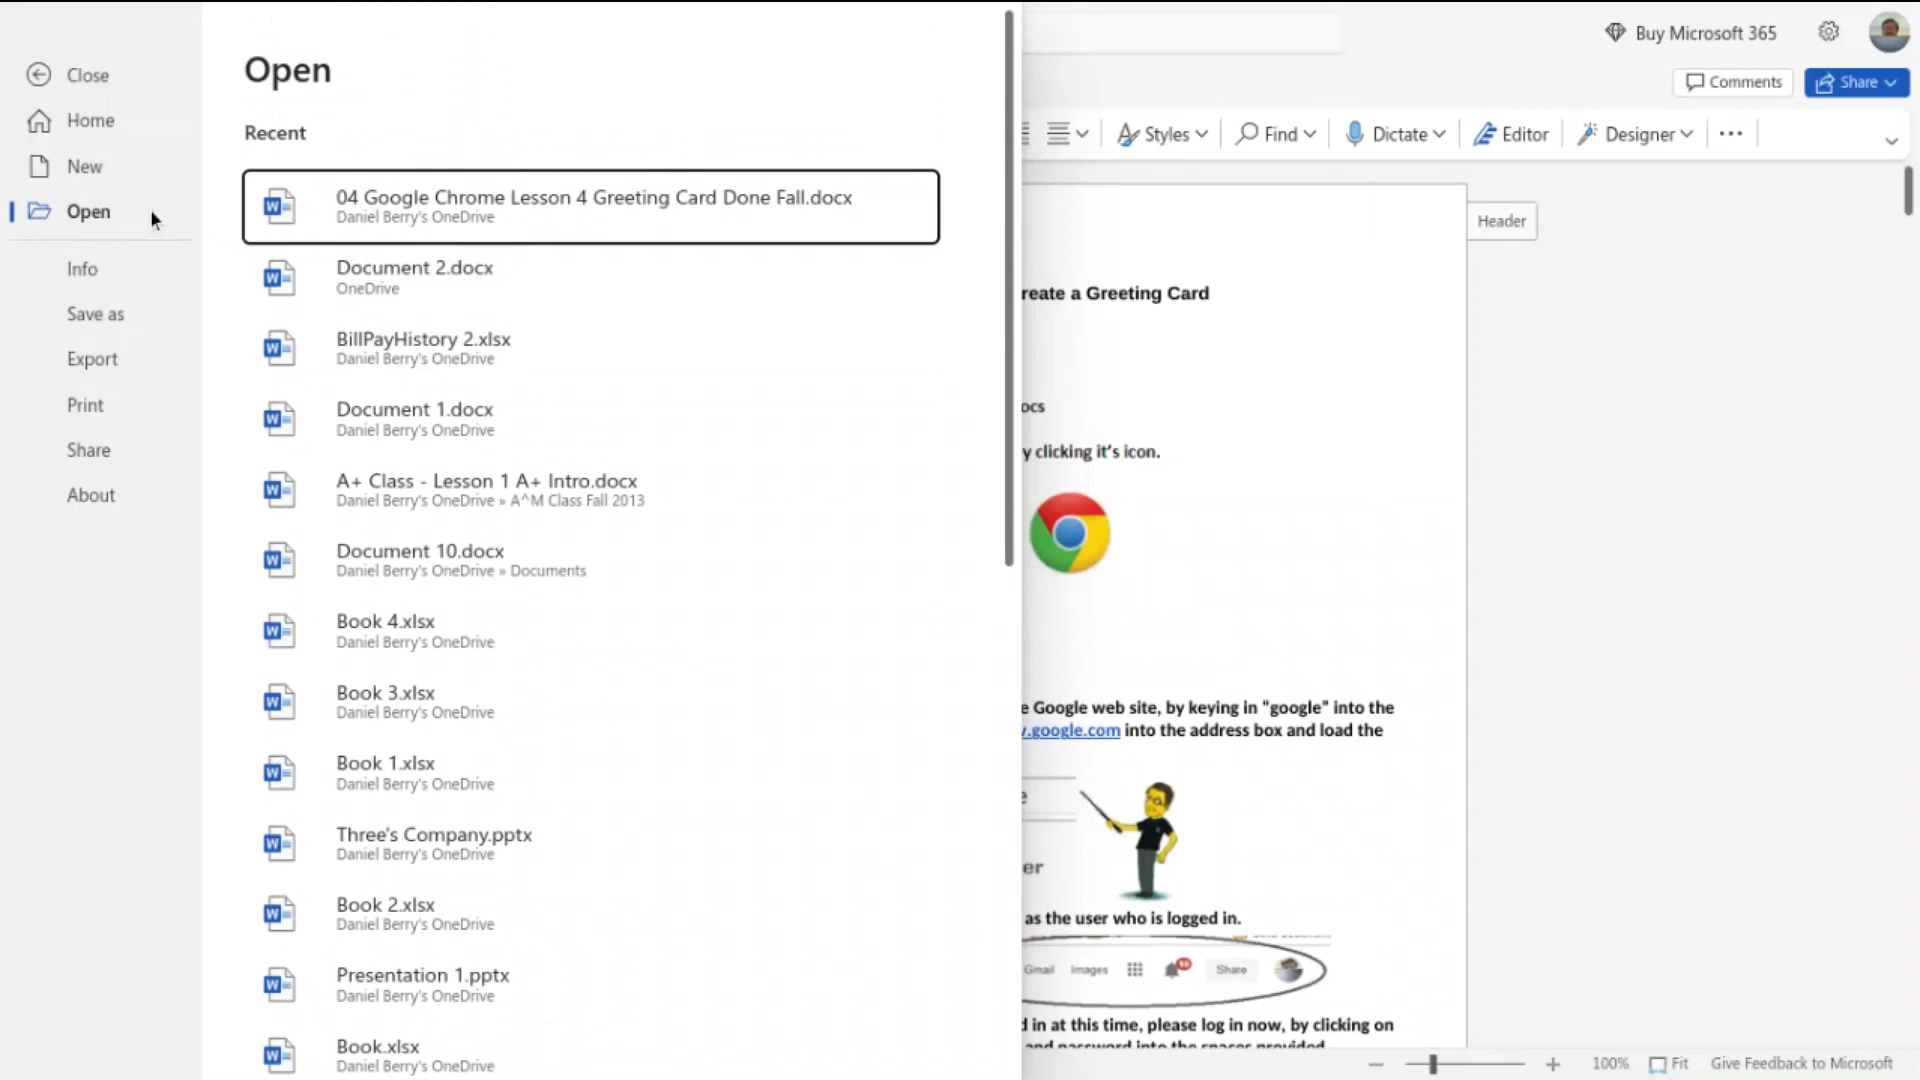 Close
Home
New
Open
Info
Save as
Export
Print
Share
About
Open
Recent
04 Google Chrome Lesson 4 Greeting Card Done Fall.docx
Daniel Berry's OneDrive
Document 2.docx
OneDrive
BillPayHistory 2.xlsx
Daniel Berry's OneDrive
Document 1.docx
Daniel Berry's OneDrive
A+ Class - Lesson 1 A+ Intro.docx
Daniel Berry's OneDrive » A^M Class Fall 2013
Document 10.docx
Daniel Berry's OneDrive » Documents
Book 4.xlsx
Daniel Berry's OneDrive
Book 3.xlsx
Daniel Berry's OneDrive
Book 1.xlsx
Daniel Berry's OneDrive
Three's Company.pptx
Daniel Berry's OneDrive
Book 2.xlsx
Daniel Berry's OneDrive
Presentation 1.pptx
Daniel Berry's OneDrive
Book.xlsx
Daniel Berry's OneDrive
Buy Microsoft 365
Comments Share
Styles Find Dictate Editor Designer ...
Header
reate a Greeting Card
ocs
y clicking it's icon.
e Google web site, by keying in "google" into the
.google.com into the address box and load the
e
er
as the user who is logged in.
Gmail Images Share
d in at this time, please log in now, by clicking on
and password into the spaces provided
100% Fit Give Feedback to Microsoft